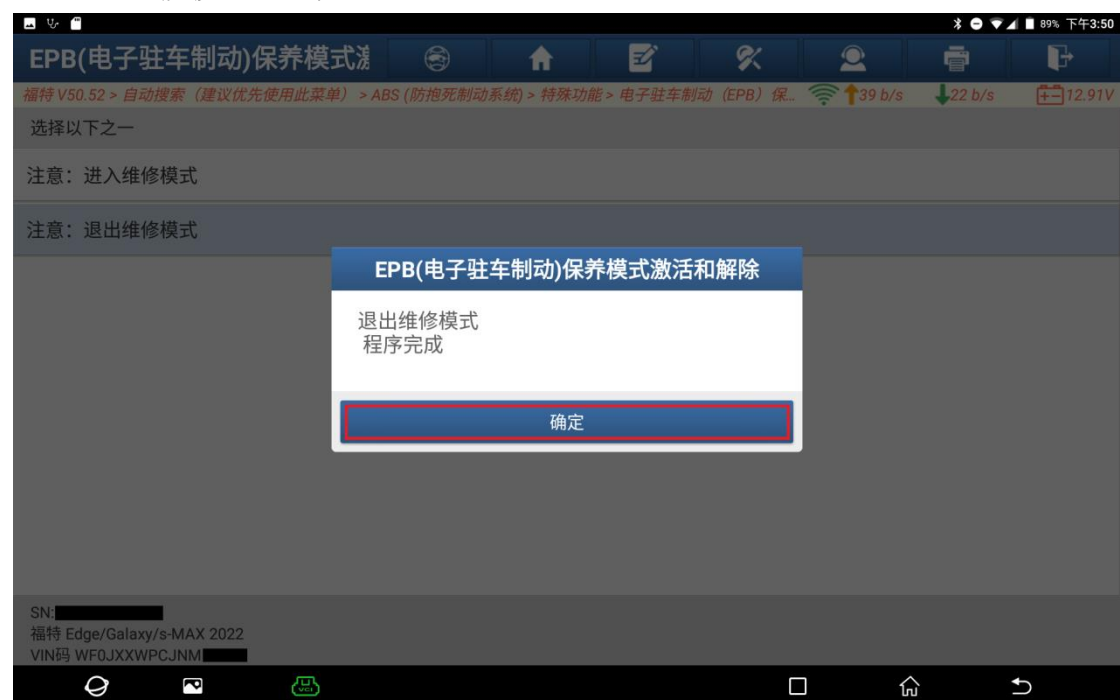 89% 下午3:50
EPB(电子驻车制动)保养模式激
福特 V50.52 > 自动搜索（建议优先使用此菜单）> ABS (防抱死制动系统) > 特殊功能 > 电子驻车制动（EPB）保... 39 b/s 22 b/s 12.91V
选择以下之一
注意：进入维修模式
注意：退出维修模式
EPB(电子驻车制动)保养模式激活和解除
退出维修模式
程序完成
确定
SN:
福特 Edge/Galaxy/s-MAX 2022
VIN码 WF0JXXWPCJNM
VCI